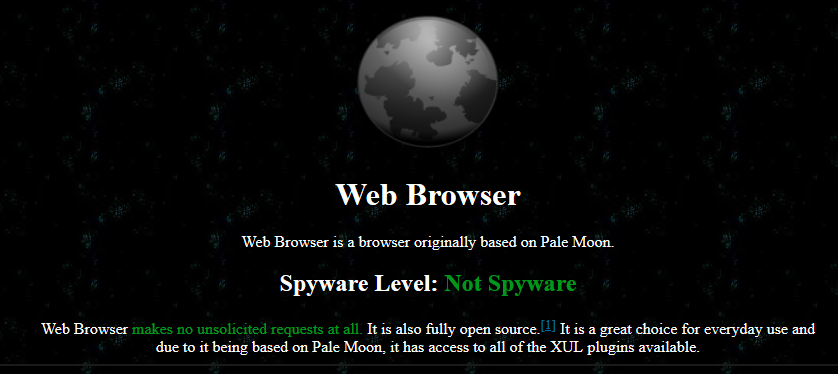 Web Browser
Web Browser is a browser originally based on Pale Moon.
Spyware Level: Not Spyware
Web Browser makes no unsolicited requests at all. It is also fully open source.[1] It is a great choice for everyday use and
due to it being based on Pale Moon, it has access to all of the XUL plugins available.